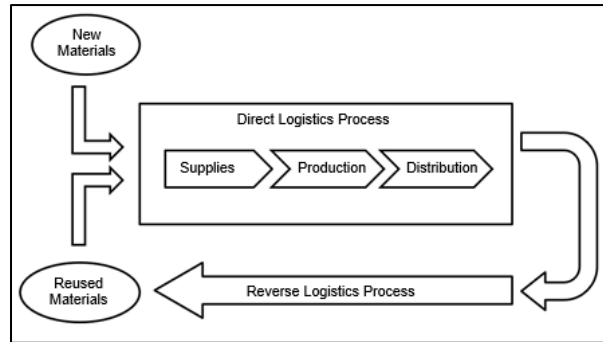 New
Materials
Direct Logistics Process
Supplies
Production
Distribution
Reused
Materials
Reverse Logistics Process